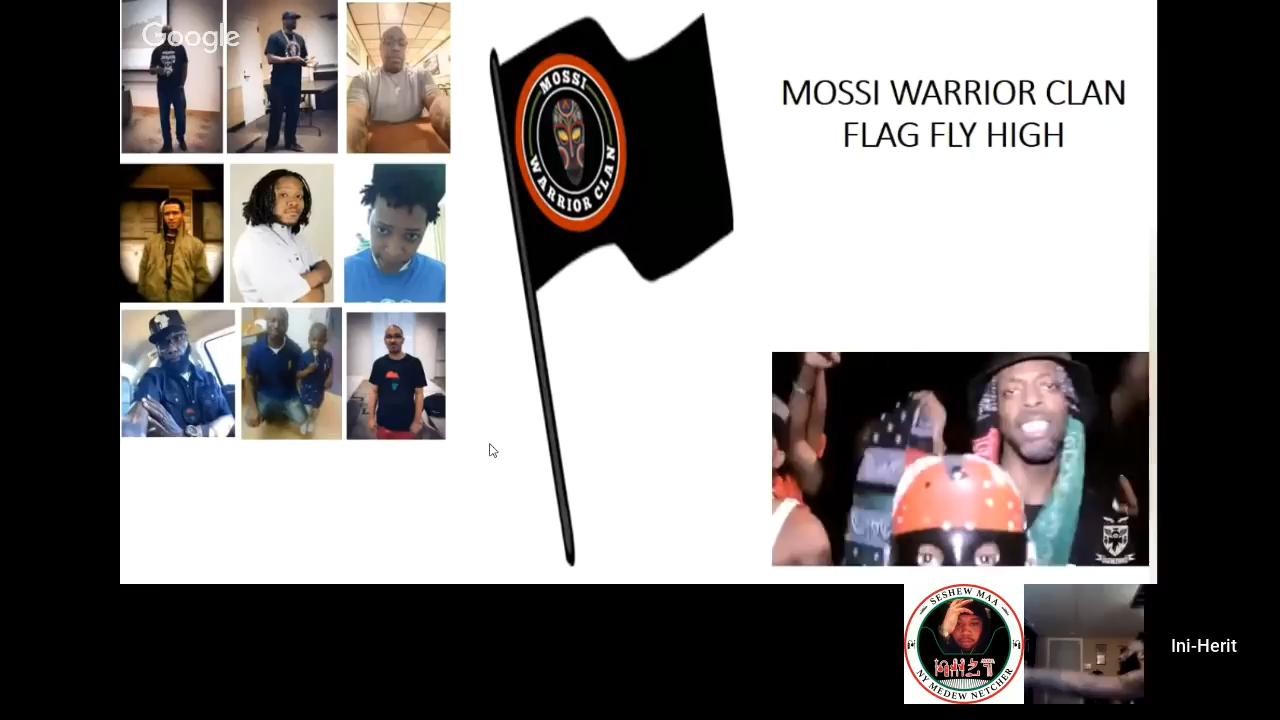 Google
MOSSI WARRIOR CLAN
FLAG FLY HIGH
MOSSI
WARRIOR CLAN
SESHEW MAA
NY MEDEW NETCHER
Ini-Herit